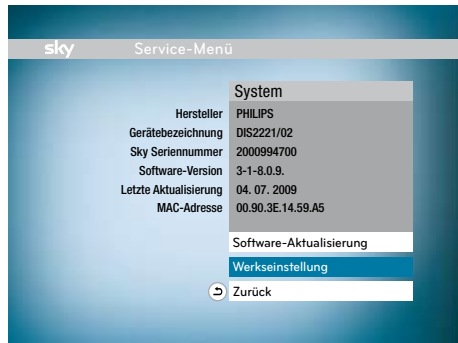 sky Service-Menü
System
Hersteller PHILIPS
Gerätebezeichnung DIS2221/02
Sky Seriennummer 2000994700
Software-Version 3-1-8.0.9.
Letzte Aktualisierung 04. 07. 2009
MAC-Adresse 00.90.3E.14.59.A5
Software-Aktualisierung
Werkseinstellung
Zurück